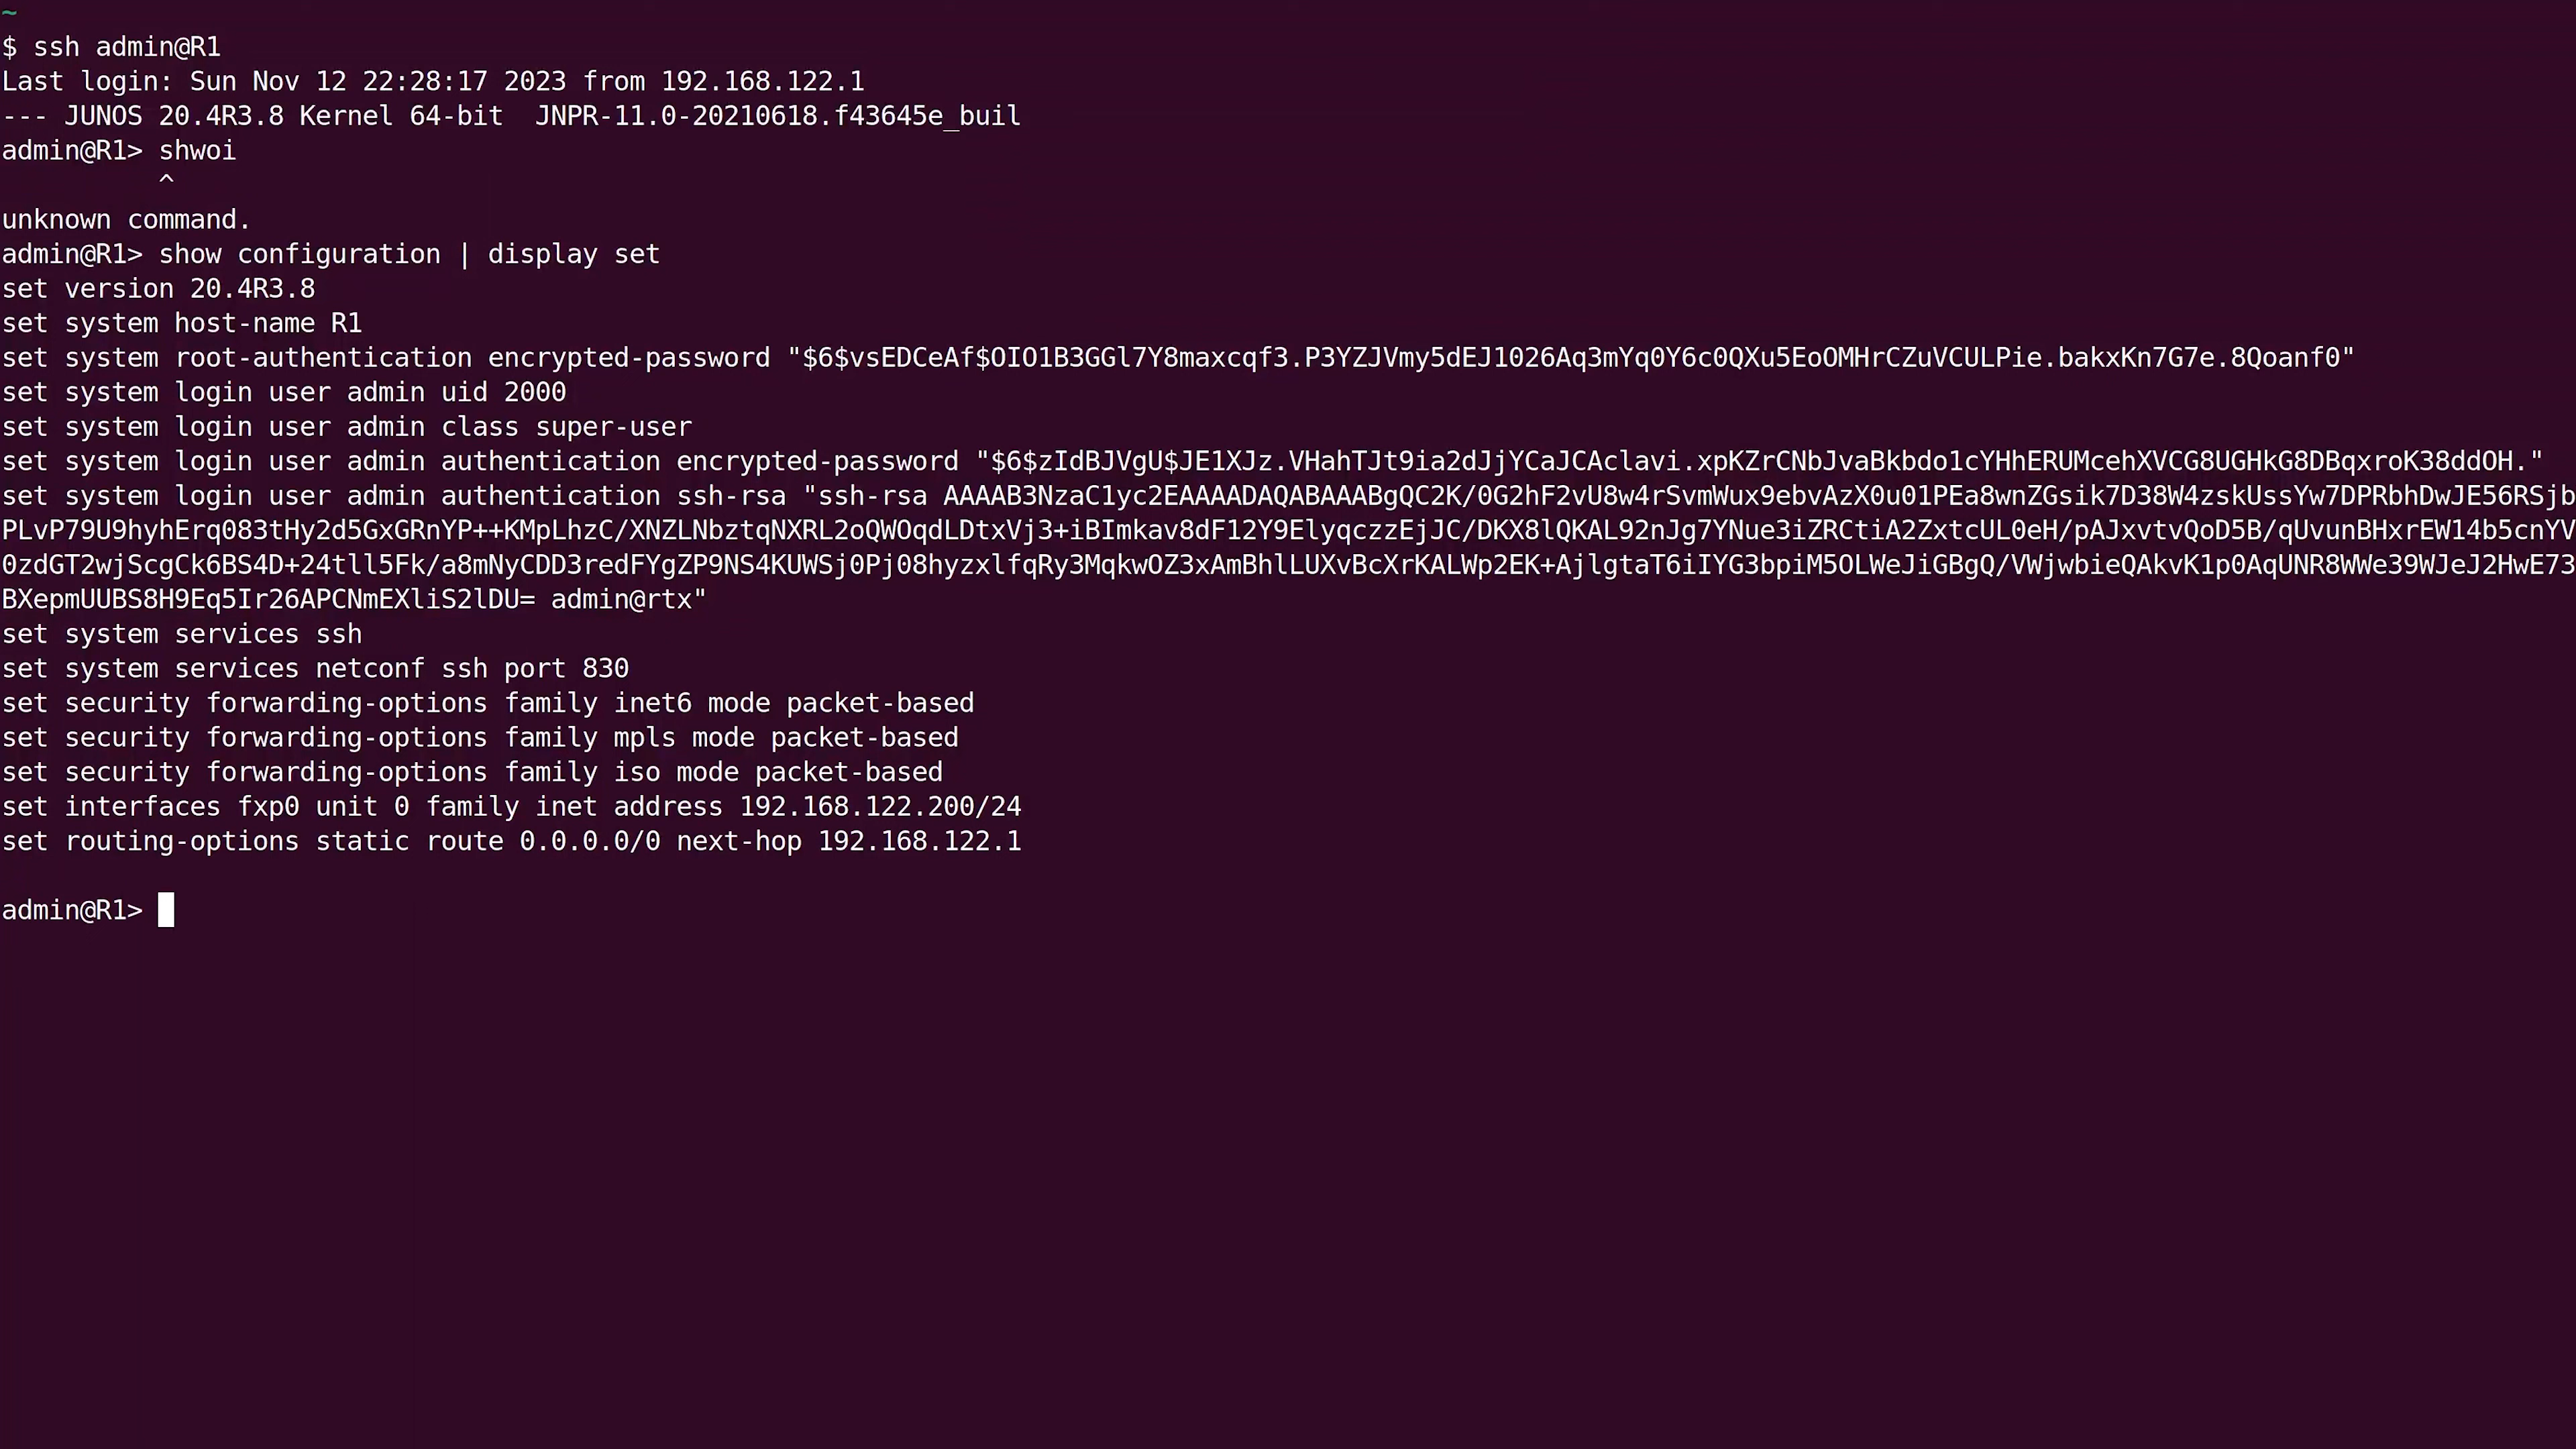 ~
$ ssh admin@R1
Last login: Sun Nov 12 22:28:17 2023 from 192.168.122.1
--- JUNOS 20.4R3.8 Kernel 64-bit  JNPR-11.0-20210618.f43645e_buil
admin@R1> shwoi
          ^
unknown command.
admin@R1> show configuration | display set
set version 20.4R3.8
set system host-name R1
set system root-authentication encrypted-password "$6$vsEDCeAf$OIO1B3GGl7Y8maxcqf3.P3YZJVmy5dEJ1026Aq3mYq0Y6c0QXu5EoOMHrCZuVCULPie.bakxKn7G7e.8Qoanf0"
set system login user admin uid 2000
set system login user admin class super-user
set system login user admin authentication encrypted-password "$6$zIdBJVgU$JE1XJz.VHahTJt9ia2dJjYCaJCAclavi.xpKZrCNbJvaBkbdo1cYHhERUMcehXVCG8UGHkG8DBqxroK38ddOH."
set system login user admin authentication ssh-rsa "ssh-rsa AAAAB3NzaC1yc2EAAAADAQABAAABgQC2K/0G2hF2vU8w4rSvmWux9ebvAzX0u01PEa8wnZGsik7D38W4zskUssYw7DPRbhDwJE56RSjb
PLvP79U9hyhErq083tHy2d5GxGRnYP++KMpLhzC/XNZLNbztqNXRL2oQWOqdLDtxVj3+iBImkav8dF12Y9ElyqczzEjJC/DKX8lQKAL92nJg7YNue3iZRCtiA2ZxtcUL0eH/pAJxvtvQoD5B/qUvunBHxrEW14b5cnYV
0zdGT2wjScgCk6BS4D+24tll5Fk/a8mNyCDD3redFYgZP9NS4KUWSj0Pj08hyzxlfqRy3MqkwOZ3xAmBhlLUXvBcXrKALWp2EK+AjlgtaT6iIYG3bpiM5OLWeJiGBgQ/VWjwbieQAkvK1p0AqUNR8WWe39WJeJ2HwE73
BXepmUUBS8H9Eq5Ir26APCNmEXliS2lDU= admin@rtx"
set system services ssh
set system services netconf ssh port 830
set security forwarding-options family inet6 mode packet-based
set security forwarding-options family mpls mode packet-based
set security forwarding-options family iso mode packet-based
set interfaces fxp0 unit 0 family inet address 192.168.122.200/24
set routing-options static route 0.0.0.0/0 next-hop 192.168.122.1
admin@R1>